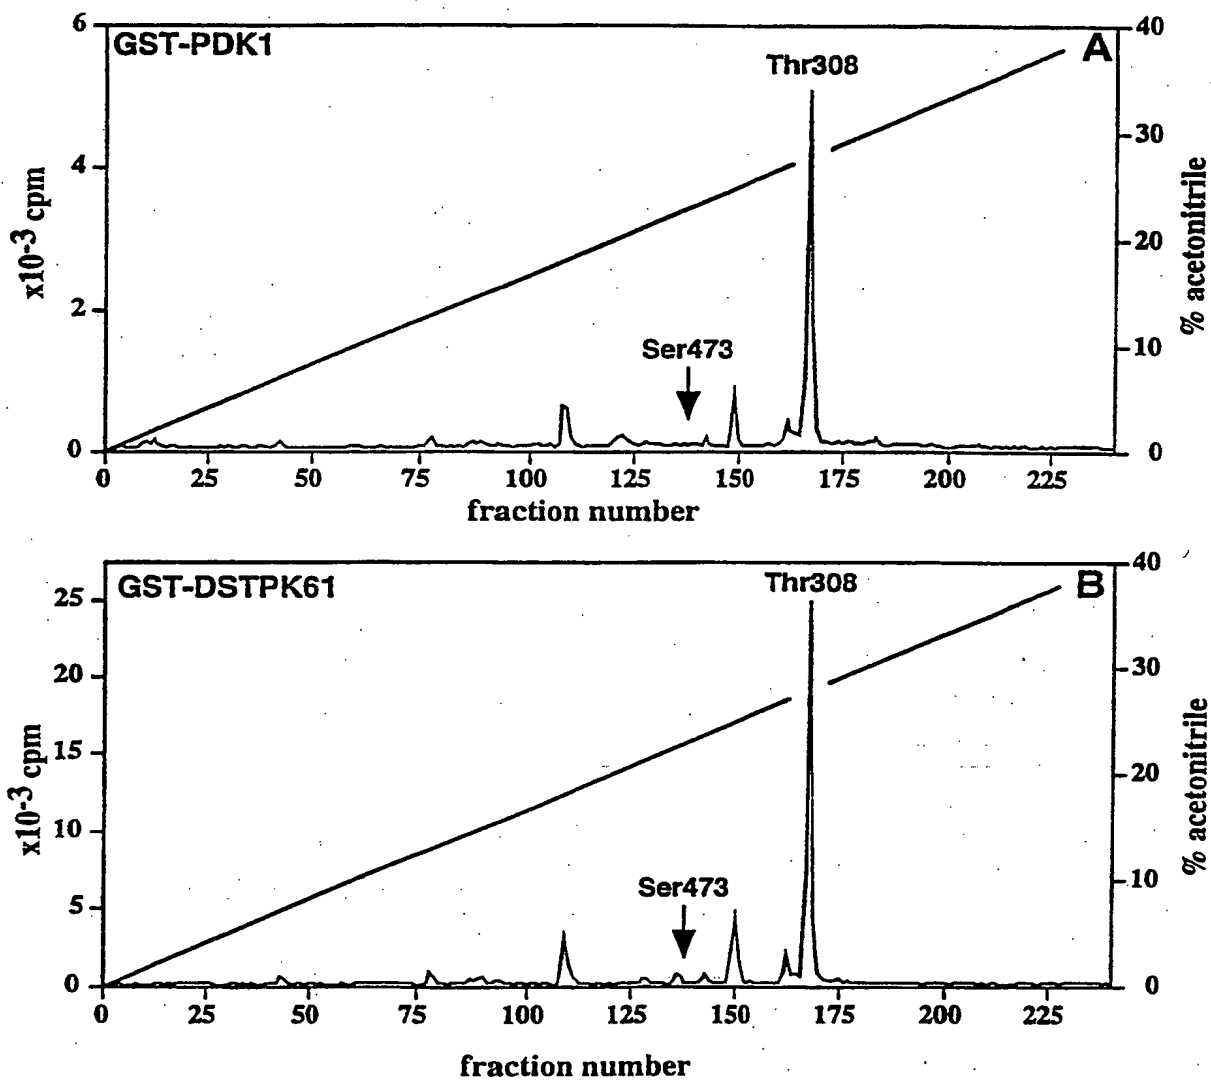 GST-PDK1
A
Thr308
Ser473
6
4
2
0
x10-3 cpm
40
30
20
10
0
% acetonitrile
0 25 50 75 100 125 150 175 200 225
fraction number
GST-DSTPK61
B
Thr308
Ser473
25
20
15
10
5
0
x10-3 cpm
40
30
20
10
0
% acetonitrile
0 25 50 75 100 125 150 175 200 225
fraction number